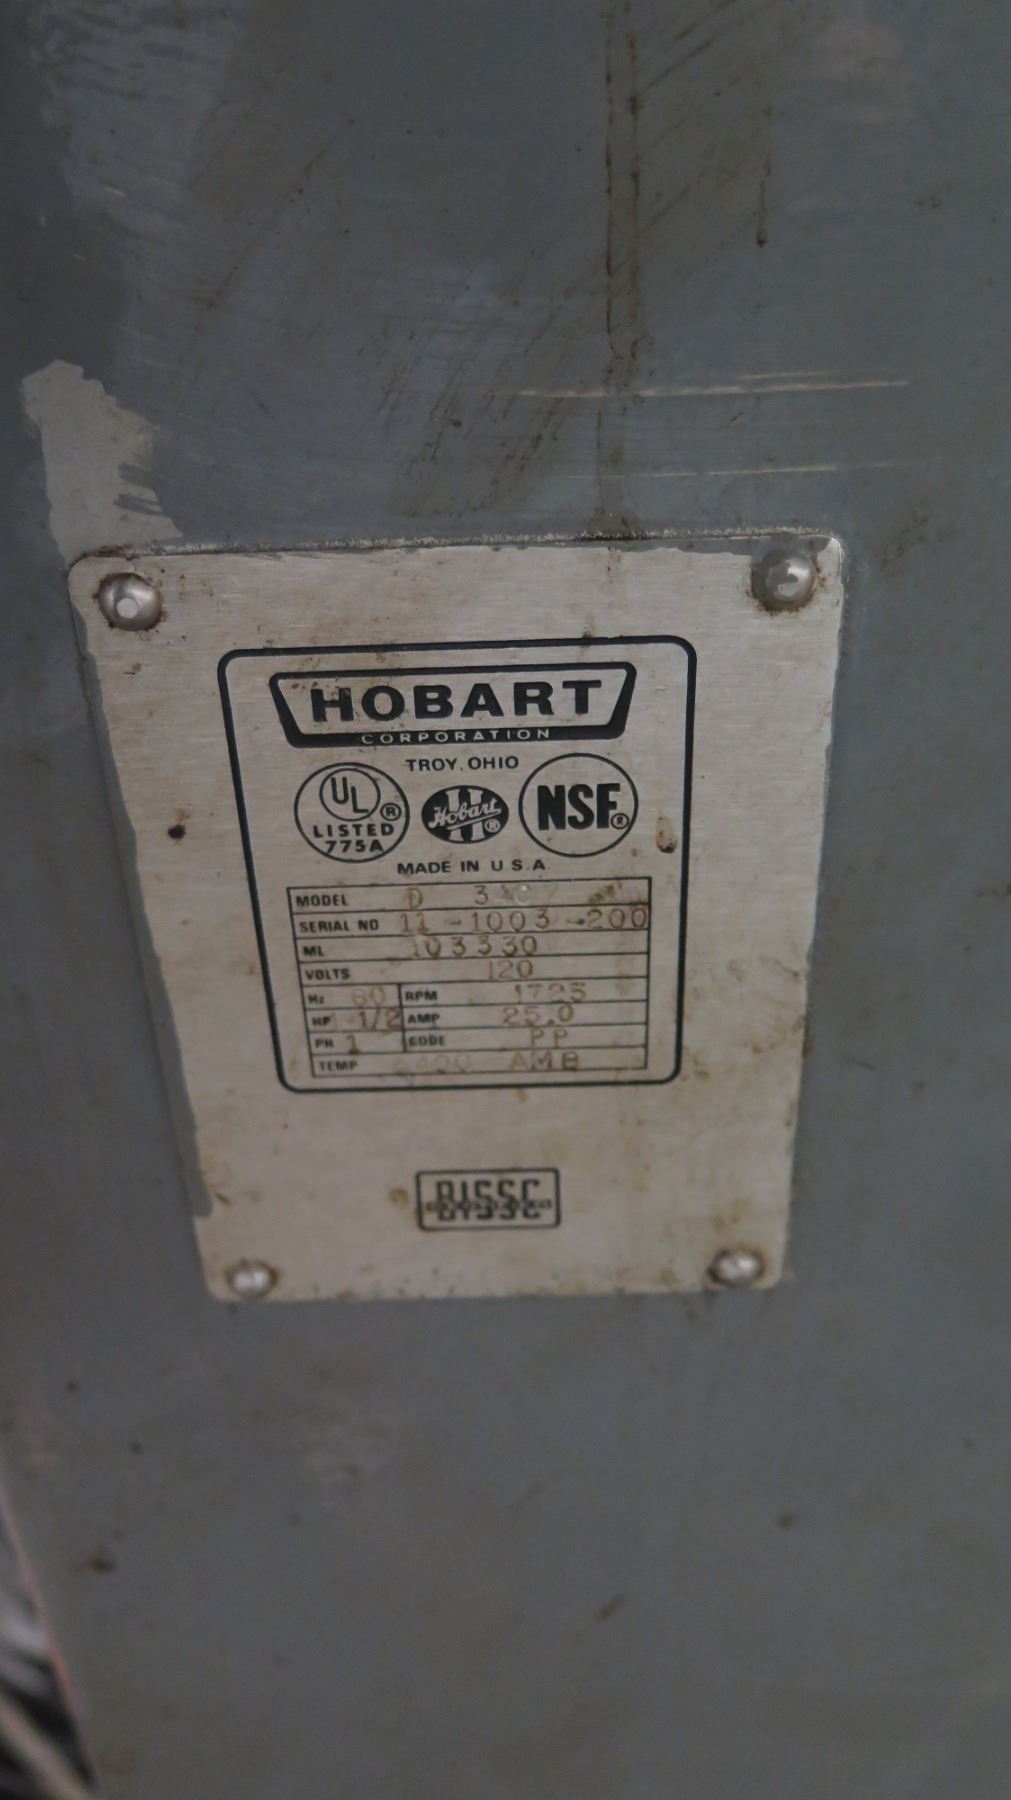 HOBART
CORPORATION
TROY, OHIO
UL ® LISTED 775A
Hobart ®
NSF ®
MADE IN U.S.A.
MODEL D
SERIAL NO 11-1003-200
ML 103330
VOLTS 120
Hz 60 RPM 1725
HP 1/2 AMP 25.0
PH 1 CODE PP
TEMP AMB
BISSC